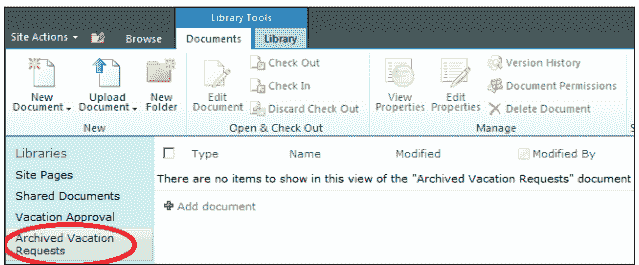 Library Tools
Site Actions Browse Documents Library
New Document Upload Document New Folder
Edit Document Check Out
Check In
Discard Check Out
View Properties Edit Properties Version History
Document Permissions
Delete Document
New Open & Check Out Manage
Libraries
Site Pages
Shared Documents
Vacation Approval
Archived Vacation
Requests
Type Name Modified Modified By
There are no items to show in this view of the "Archived Vacation Requests" document
Add document